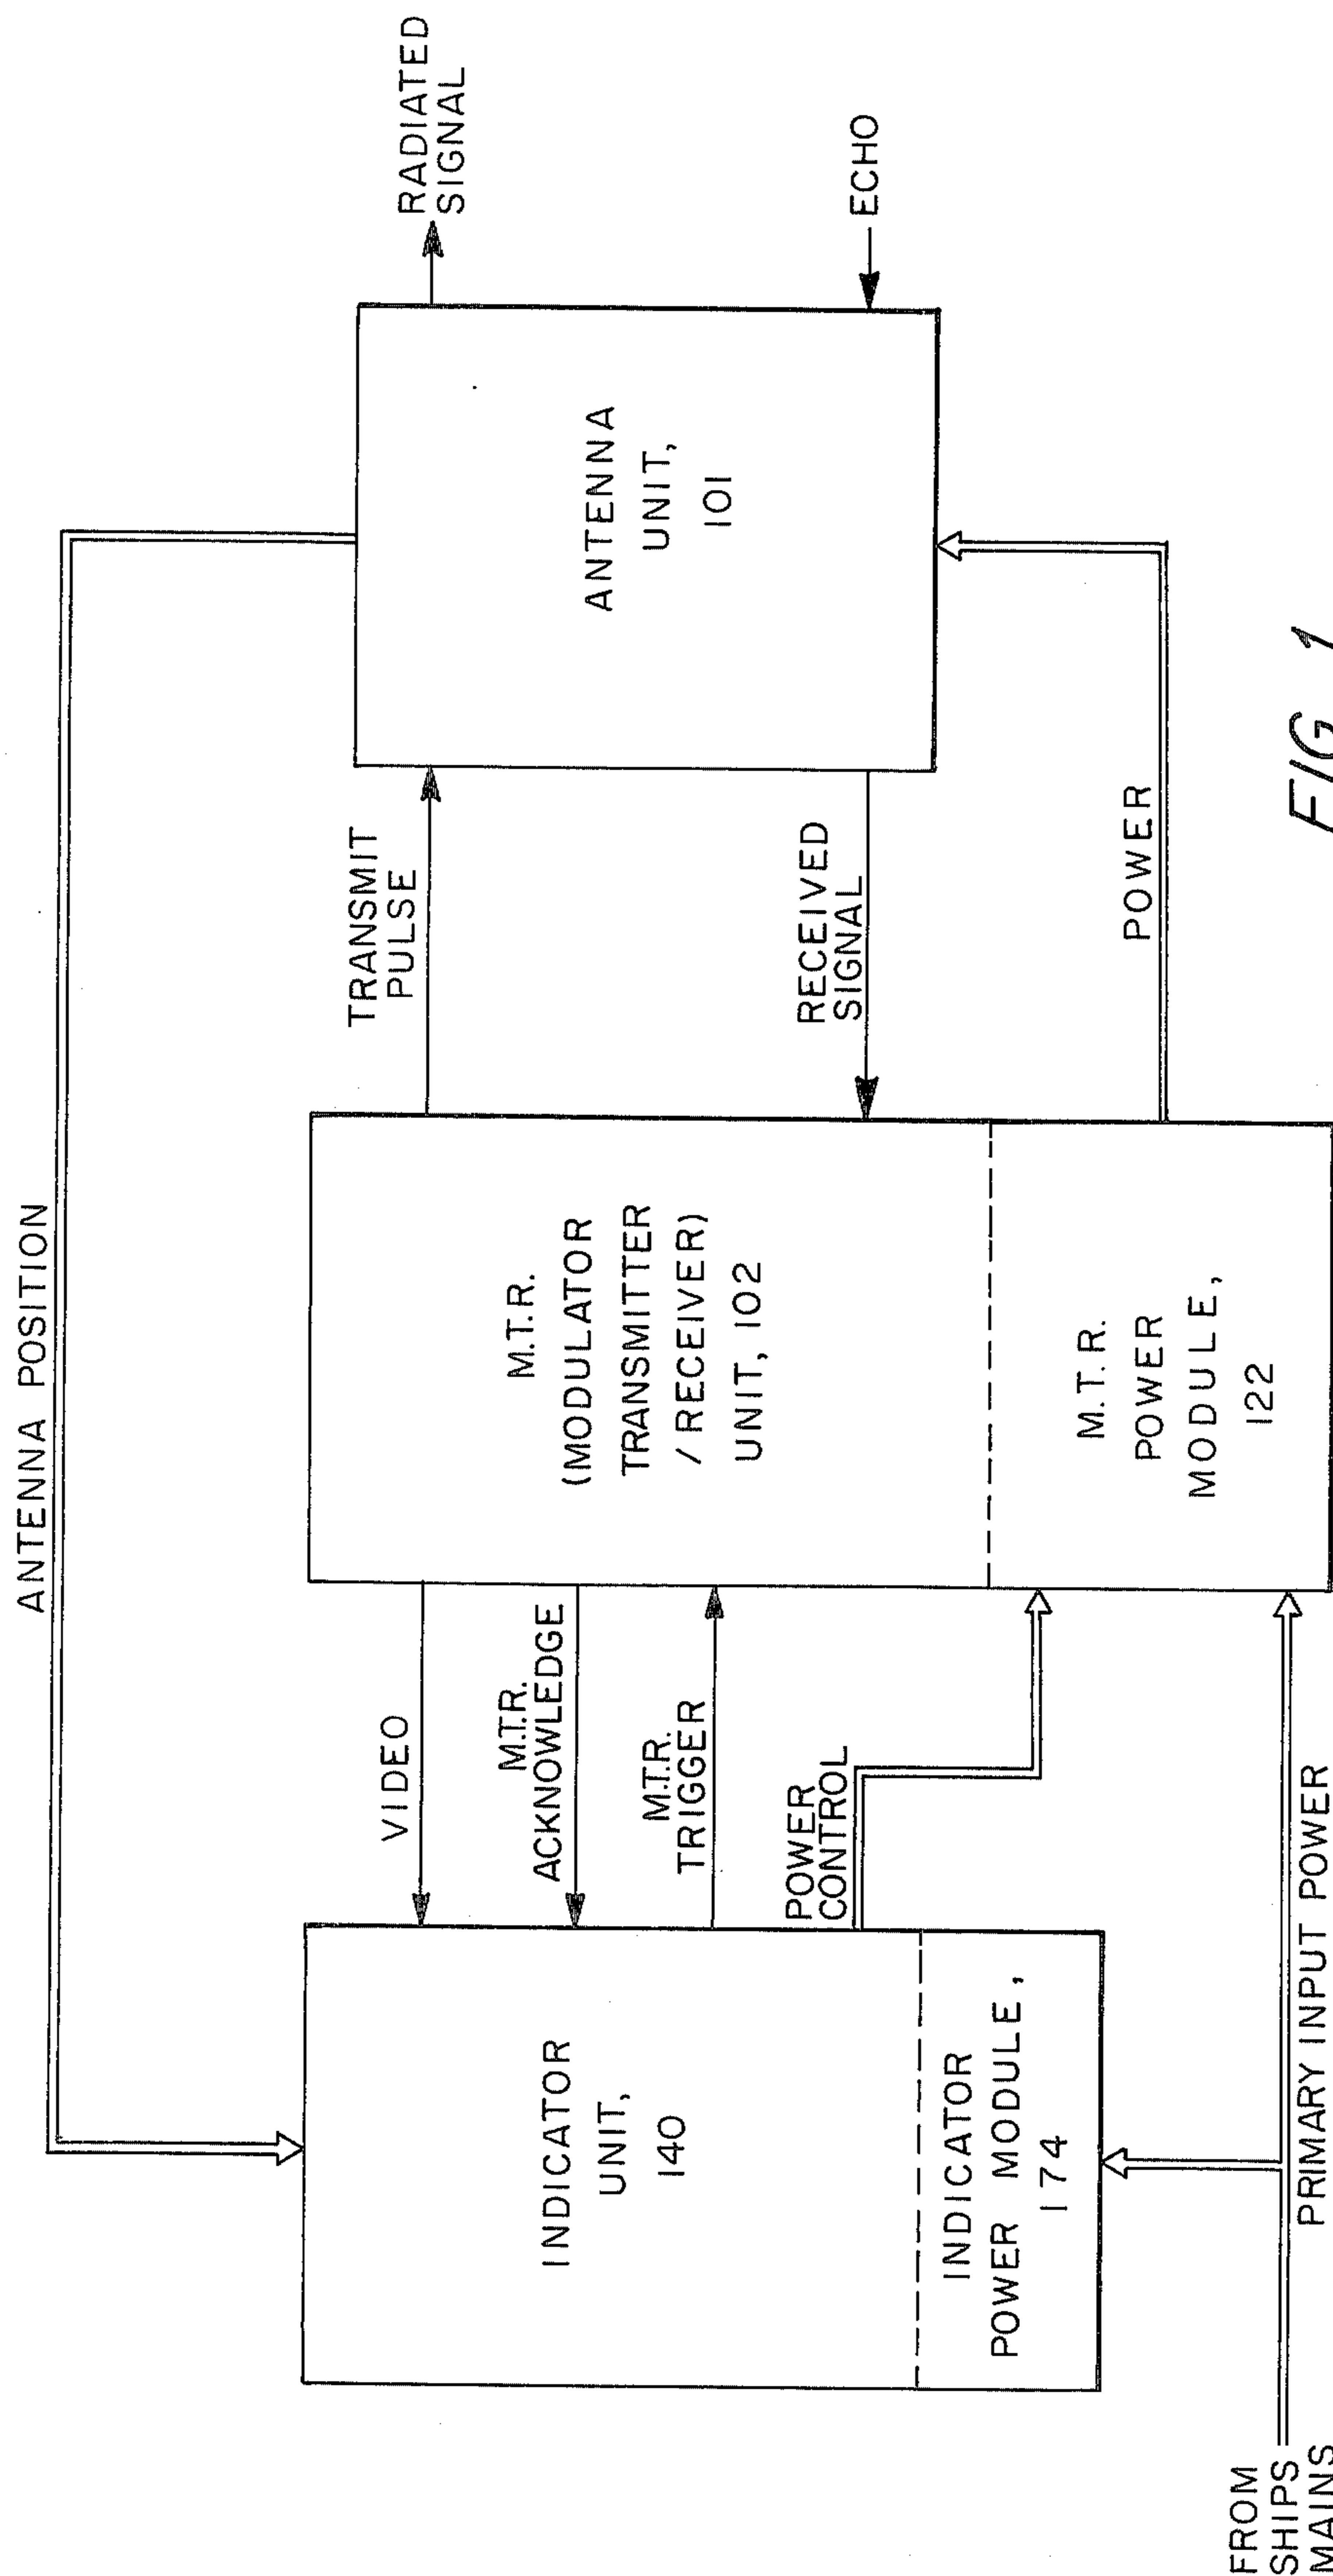 ANTENNA POSITION
RADIATED
SIGNAL
ECHO
ANTENNA
UNIT,
101
TRANSMIT
PULSE
RECEIVED
SIGNAL
POWER
M.T.R.
(MODULATOR
TRANSMITTER
/RECEIVER)
UNIT, 102
M.T.R.
POWER
MODULE,
122
VIDEO
M.T.R.
ACKNOWLEDGE
M.T.R.
TRIGGER
POWER
CONTROL
INDICATOR
UNIT,
140
INDICATOR
POWER MODULE,
174
PRIMARY INPUT POWER
FROM
SHIPS
MAINS
FIG. 1